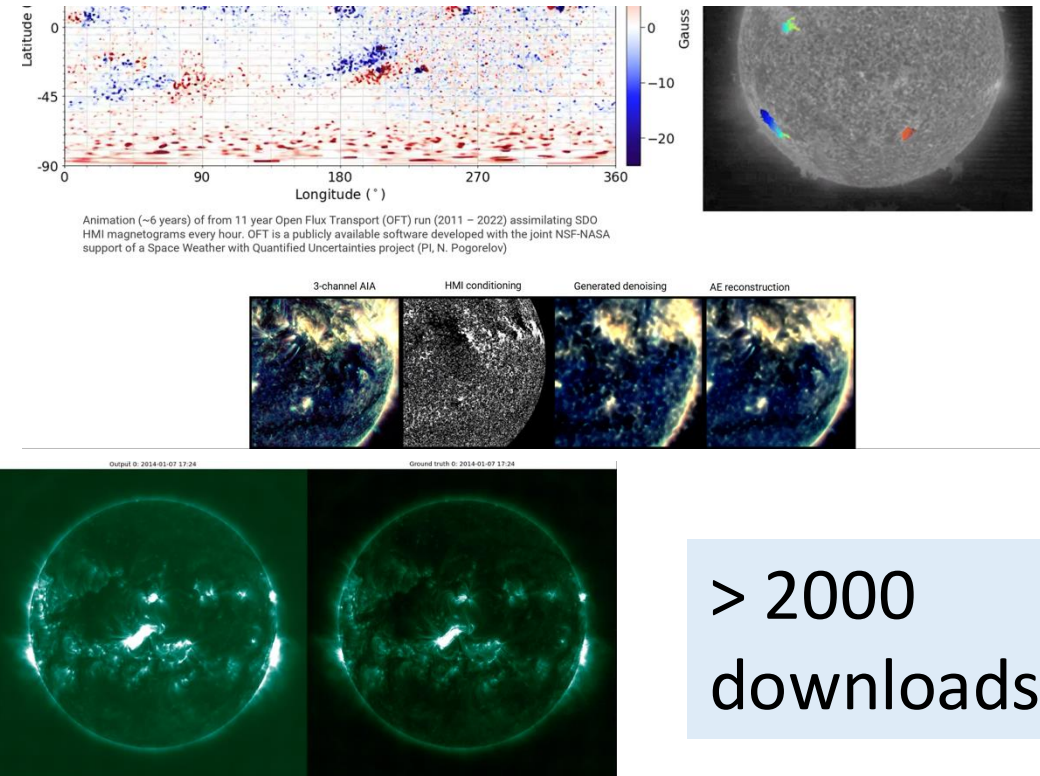 Latitude (
0
-45
-90
0
90
180
270
360
Longitude (°)
0
−10
−20
Gauss
Animation (~6 years) of from 11 year Open Flux Transport (OFT) run (2011 – 2022) assimilating SDO
HMI magnetograms every hour. OFT is a publicly available software developed with the joint NSF-NASA
support of a Space Weather with Quantified Uncertainties project (PI, N. Pogorelov)
3-channel AIA
HMI conditioning
Generated denoising
AE reconstruction
Output 0: 2014-01-07 17:24
Ground truth 0: 2014-01-07 17:24
> 2000
downloads